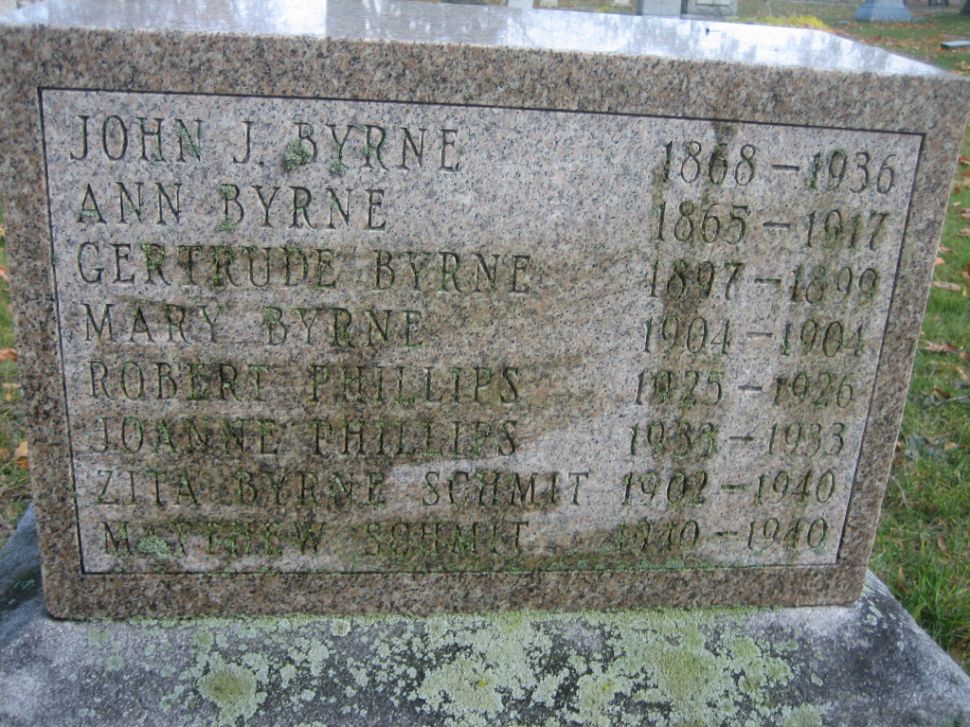 JOHN J. BYRNE 1868 - 1936
ANN BYRNE 1865 - 1917
GERTRUDE BYRNE 1897 - 1899
MARY BYRNE 1904 - 1904
ROBERT PHILLIPS 1925 - 1926
JOANNE PHILLIPS 1933 - 1933
ZITA BYRNE SCHMIT 1902 - 1940
MATTHEW SCHMIT 1940 - 1940